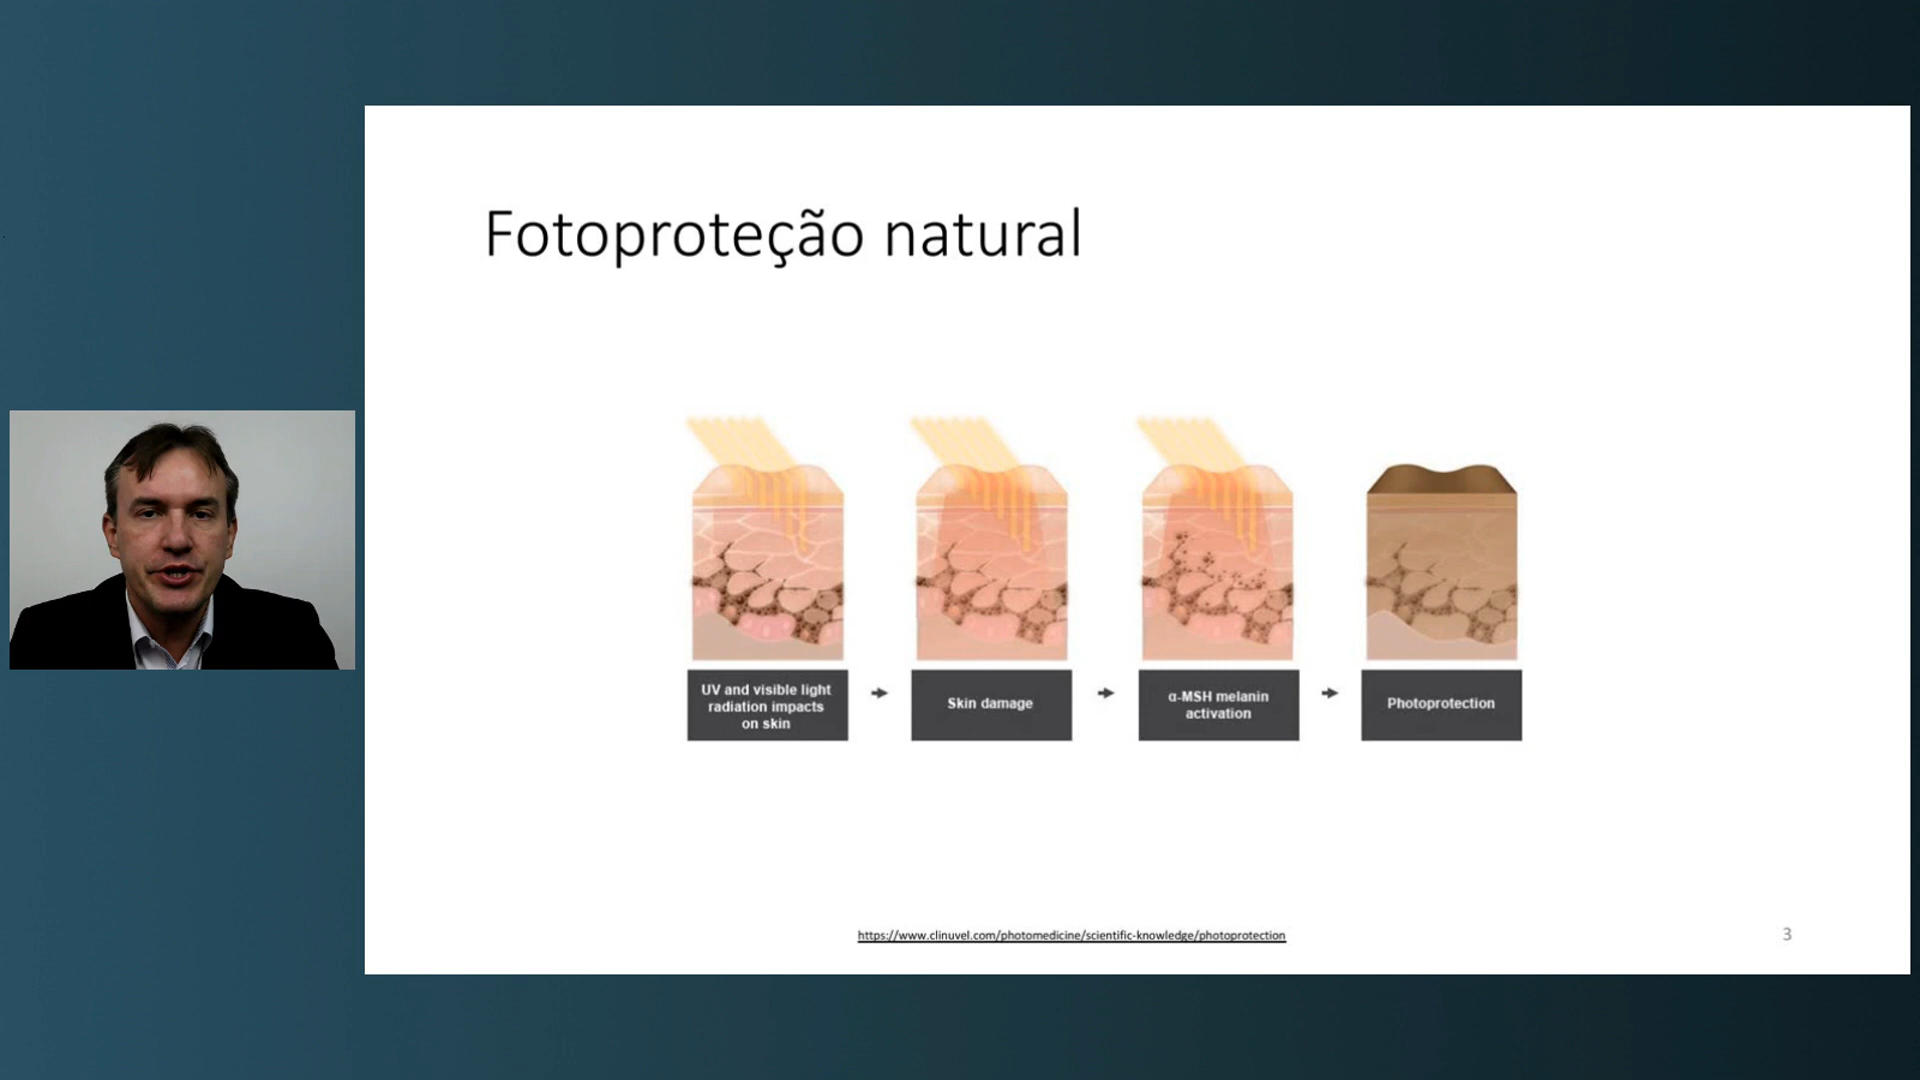 Fotoproteção natural
UV and visible light
radiation impacts
on skin
Skin damage
α-MSH melanin
activation
Photoprotection
https://www.clinuvel.com/photomedicine/scientific-knowledge/photoprotection
3